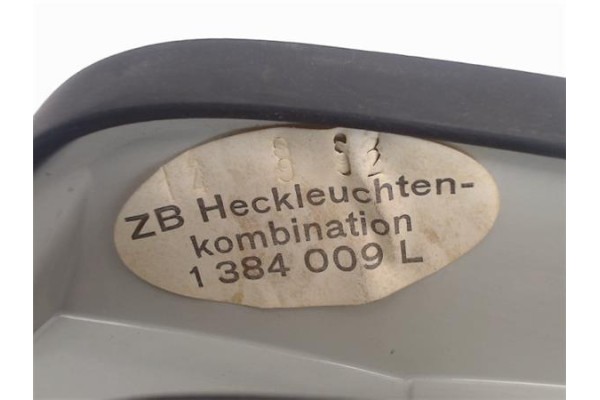 ZB Heckleuchten-
kombination
1 384 009 L